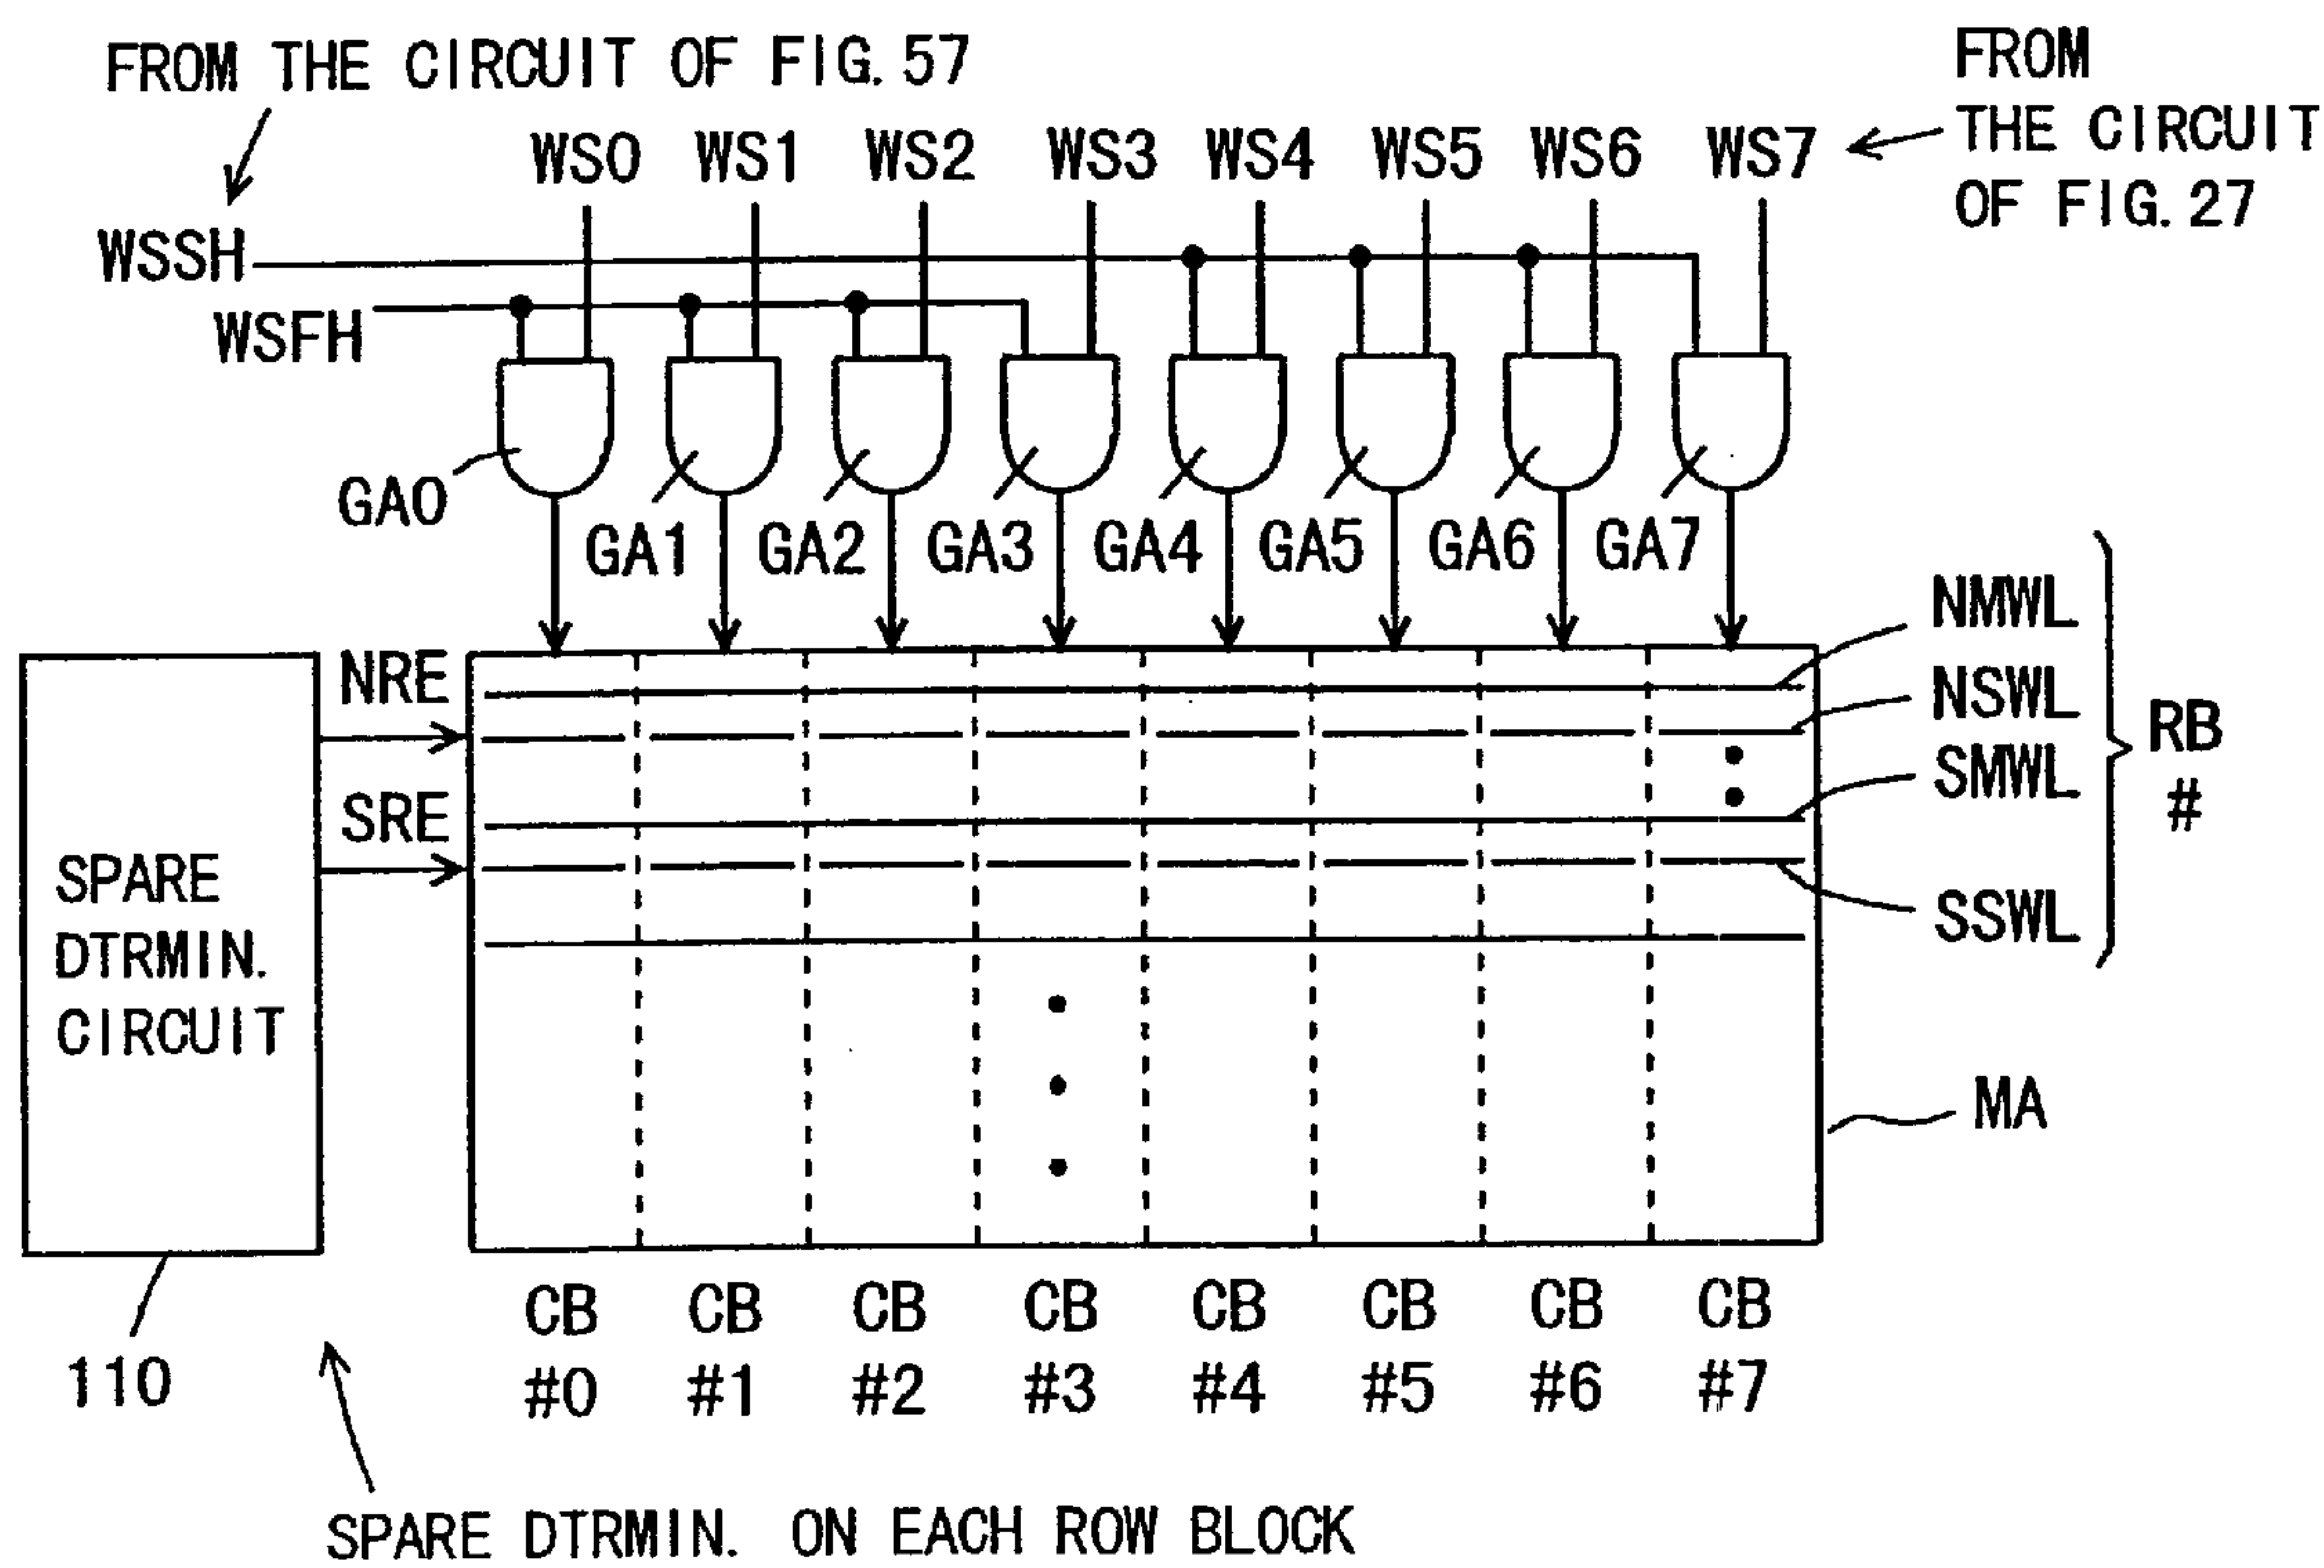 FROM THE CIRCUIT OF FIG. 57
FROM
THE CIRCUIT
OF FIG. 27
WS0 WS1 WS2 WS3 WS4 WS5 WS6 WS7
WSSH
WSFH
GA0
GA1 GA2 GA3 GA4 GA5 GA6 GA7
NMWL
NSWL
SMWL
SSWL
RB
#
NRE
SRE
SPARE
DTRMIN.
CIRCUIT
MA
CB CB CB CB CB CB CB CB
#0 #1 #2 #3 #4 #5 #6 #7
110
SPARE DTRMIN. ON EACH ROW BLOCK